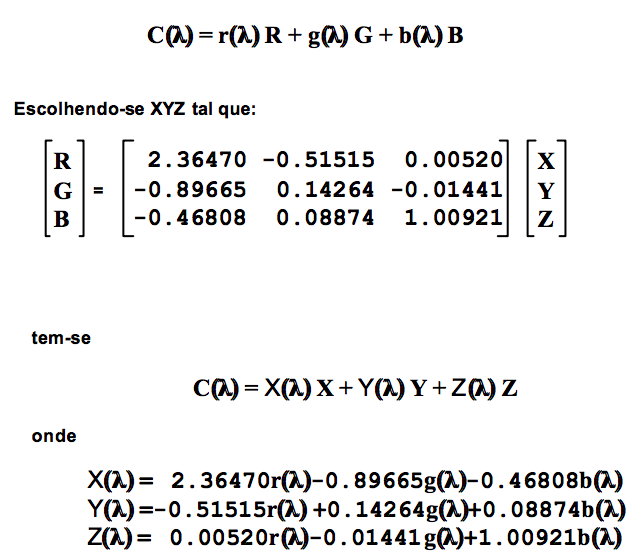 C(λ) = r(λ) R + g(λ) G + b(λ) B
Escolhendo-se XYZ tal que:
R 2.36470 -0.51515 0.00520 X
G = -0.89665 0.14264 -0.01441 Y
B -0.46808 0.08874 1.00921 Z
tem-se
C(λ) = X(λ) X + Y(λ) Y + Z(λ) Z
onde
X(λ)= 2.36470r(λ)-0.89665g(λ)-0.46808b(λ)
Y(λ)=-0.51515r(λ)+0.14264g(λ)+0.08874b(λ)
Z(λ)= 0.00520r(λ)-0.01441g(λ)+1.00921b(λ)